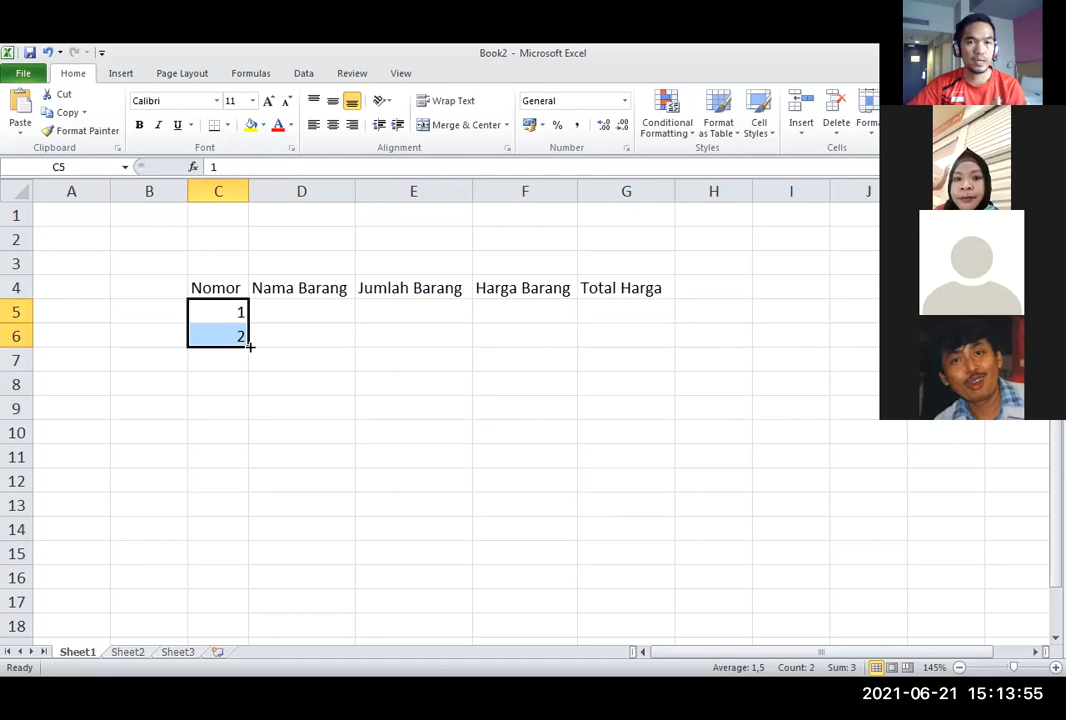 Book2 - Microsoft Excel
File Home Insert Page Layout Formulas Data Review View
Paste Cut Calibri 11 Wrap Text General Conditional Formatting Format as Table Cell Styles Insert Delete Forma
Copy
Format Painter Merge & Center
Clipboard Font Alignment Number Styles Cells
C5 fx 1
A B C D E F G H I J
1
2
3
4 Nomor Nama Barang Jumlah Barang Harga Barang Total Harga
5 1
6 2
7
8
9
10
11
12
13
14
15
16
17
18
Sheet1 Sheet2 Sheet3
Ready Average: 1,5 Count: 2 Sum: 3 145%
2021-06-21 15:13:55